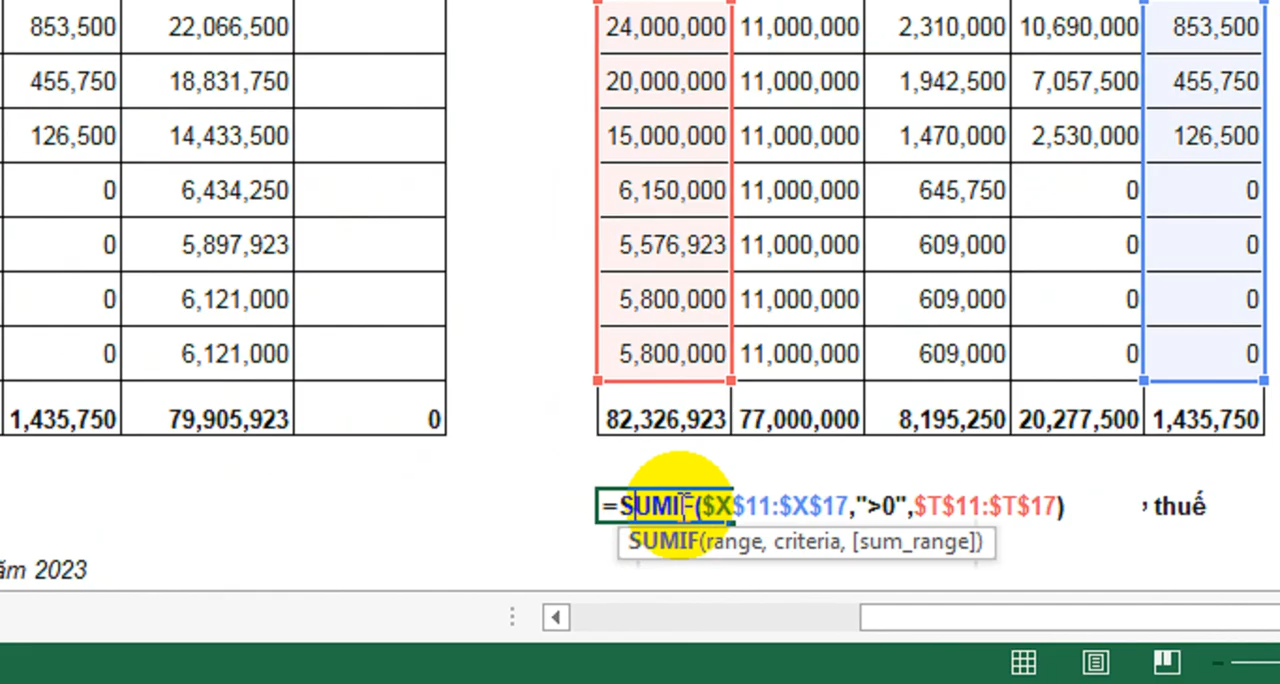 853,500 22,066,500 24,000,000 11,000,000 2,310,000 10,690,000 853,500
455,750 18,831,750 20,000,000 11,000,000 1,942,500 7,057,500 455,750
126,500 14,433,500 15,000,000 11,000,000 1,470,000 2,530,000 126,500
0 6,434,250 6,150,000 11,000,000 645,750 0 0
0 5,897,923 5,576,923 11,000,000 609,000 0 0
0 6,121,000 5,800,000 11,000,000 609,000 0 0
0 6,121,000 5,800,000 11,000,000 609,000 0 0
1,435,750 79,905,923 0 82,326,923 77,000,000 8,195,250 20,277,500 1,435,750
=SUMIF($X$11:$X$17,">0",$T$11:$T$17) thuế
SUMIF(range, criteria, [sum_range])
ăm 2023